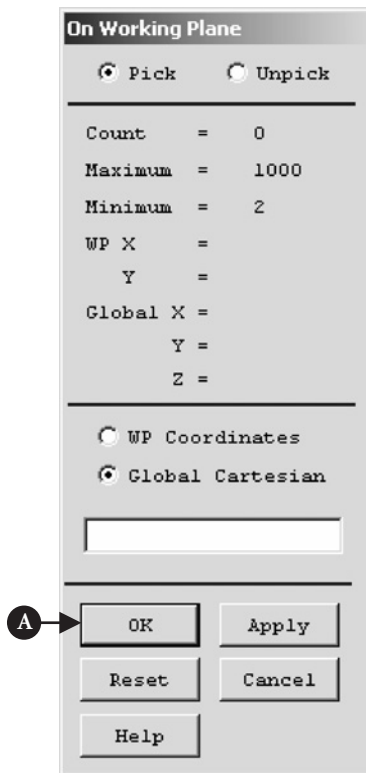 On Working Plane
Pick Unpick
Count = 0
Maximum = 1000
Minimum = 2
WP X =
Y =
Global X =
Y =
Z =
WP Coordinates
Global Cartesian
A
OK Apply
Reset Cancel
Help